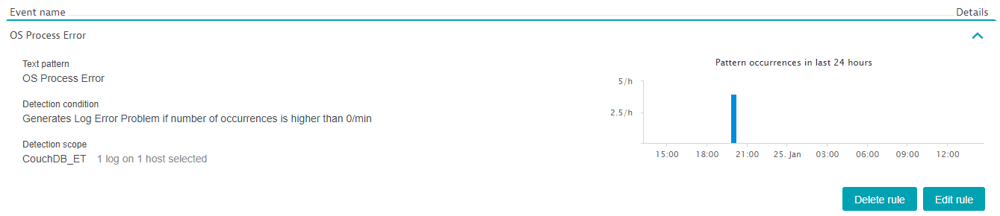 Event name Details
OS Process Error
Text pattern
OS Process Error
Detection condition
Generates Log Error Problem if number of occurrences is higher than 0/min
Detection scope
CouchDB_ET 1 log on 1 host selected
Pattern occurrences in last 24 hours
5/h
2.5/h
15:00 18:00 21:00 25. Jan 03:00 06:00 09:00 12:00
Delete rule Edit rule